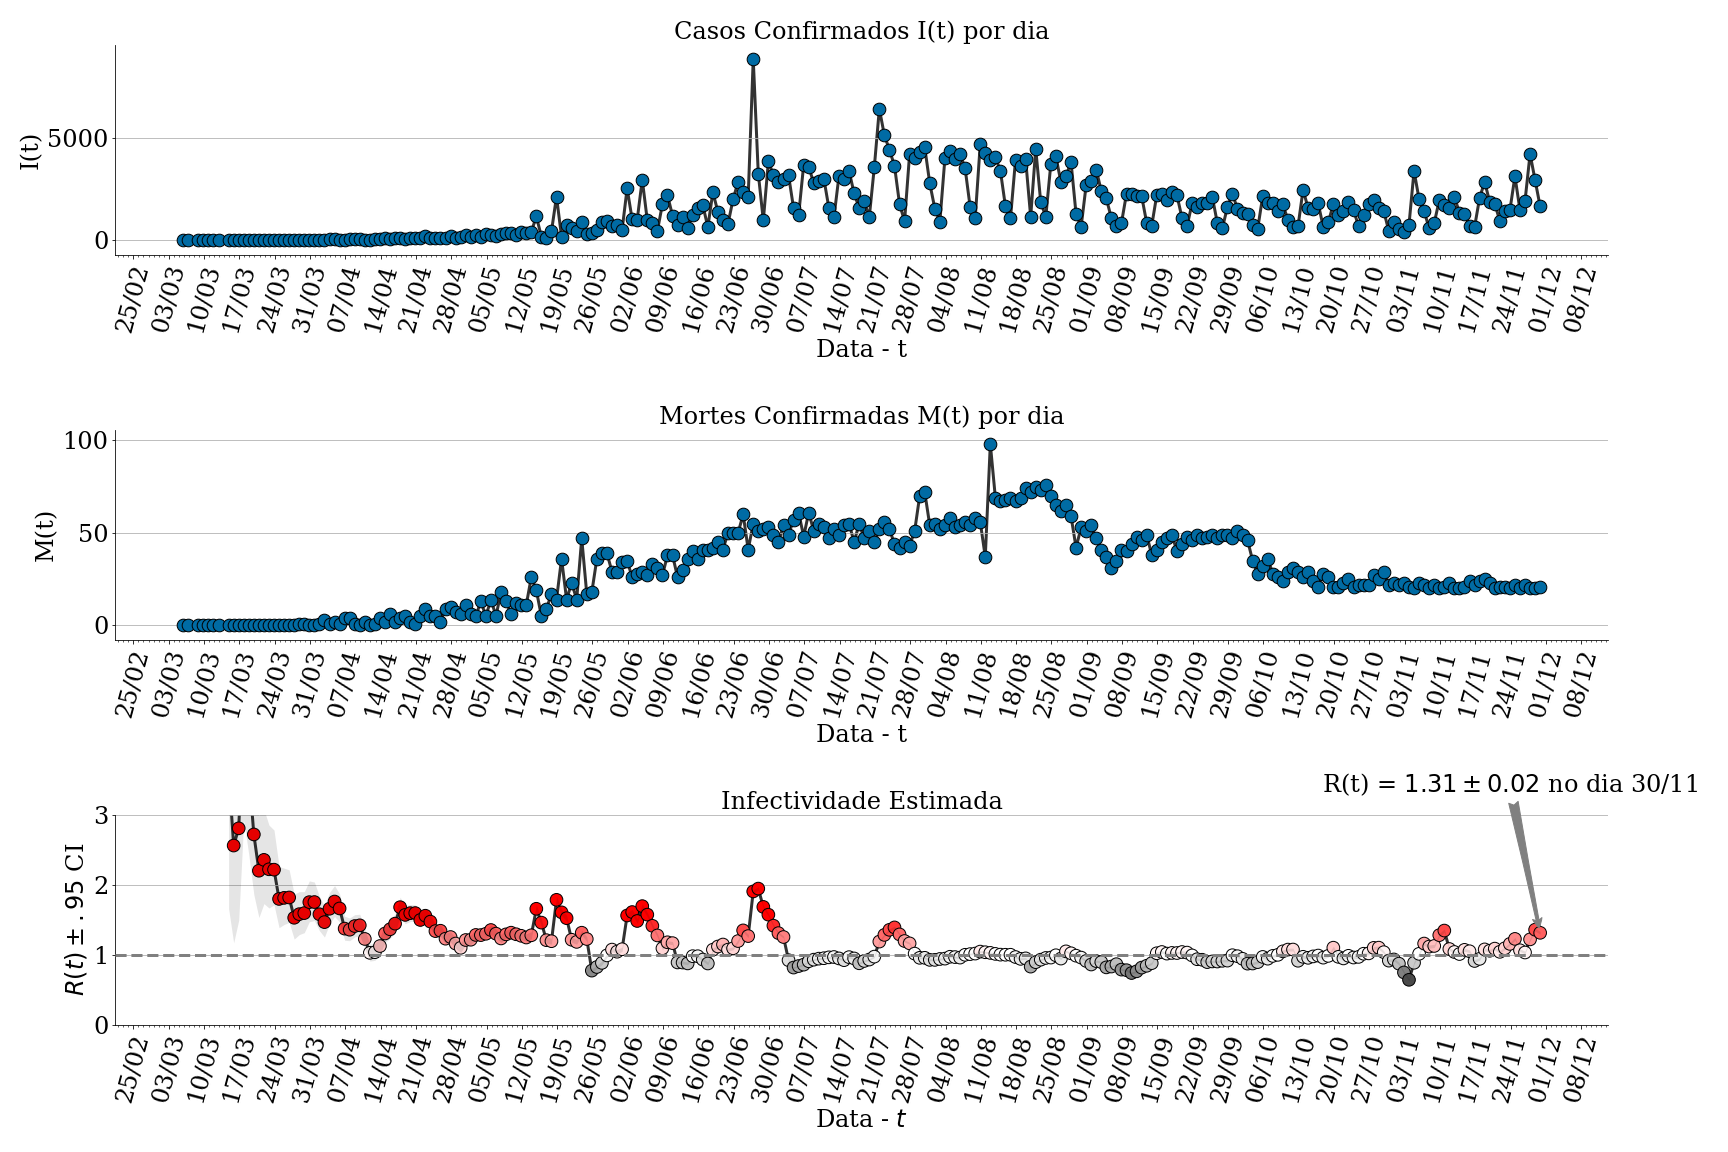 Casos Confirmados I(t) por dia
I(t)
5000
0
25/02 03/03 10/03 17/03 24/03 31/03 07/04 14/04 21/04 28/04 05/05 12/05 19/05 26/05 02/06 09/06 16/06 23/06 30/06 07/07 14/07 21/07 28/07 04/08 11/08 18/08 25/08 01/09 08/09 15/09 22/09 29/09 06/10 13/10 20/10 27/10 03/11 10/11 17/11 24/11 01/12 08/12
Data - t
Mortes Confirmadas M(t) por dia
M(t)
100
50
0
25/02 03/03 10/03 17/03 24/03 31/03 07/04 14/04 21/04 28/04 05/05 12/05 19/05 26/05 02/06 09/06 16/06 23/06 30/06 07/07 14/07 21/07 28/07 04/08 11/08 18/08 25/08 01/09 08/09 15/09 22/09 29/09 06/10 13/10 20/10 27/10 03/11 10/11 17/11 24/11 01/12 08/12
Data - t
R(t) = 1.31 ± 0.02 no dia 30/11
Infectividade Estimada
R(t) ± .95 CI
3
2
1
0
25/02 03/03 10/03 17/03 24/03 31/03 07/04 14/04 21/04 28/04 05/05 12/05 19/05 26/05 02/06 09/06 16/06 23/06 30/06 07/07 14/07 21/07 28/07 04/08 11/08 18/08 25/08 01/09 08/09 15/09 22/09 29/09 06/10 13/10 20/10 27/10 03/11 10/11 17/11 24/11 01/12 08/12
Data - t